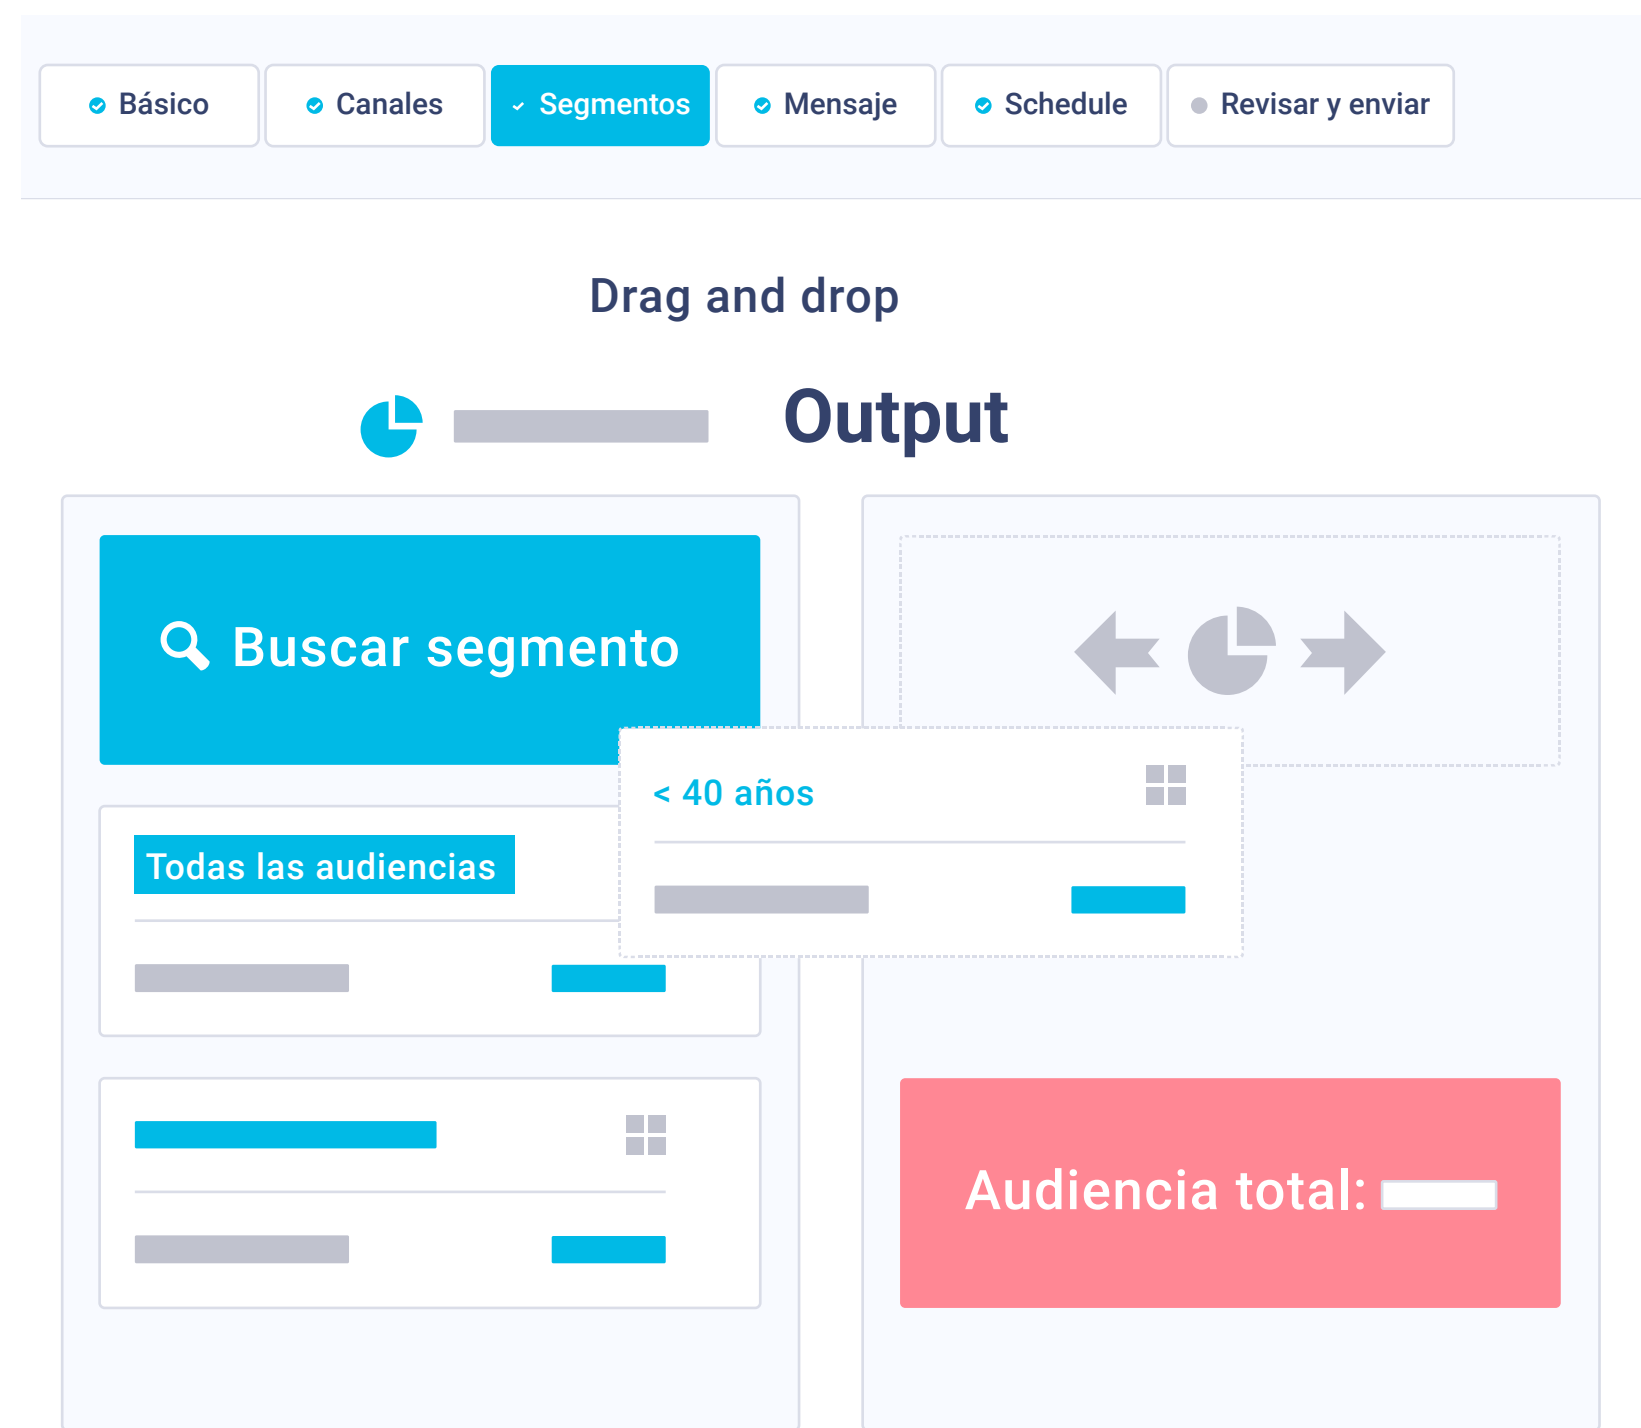 Básico
Canales
Segmentos
Mensaje
Schedule
Revisar y enviar
Drag and drop
Output
Buscar segmento
< 40 años
Todas las audiencias
Audiencia total: